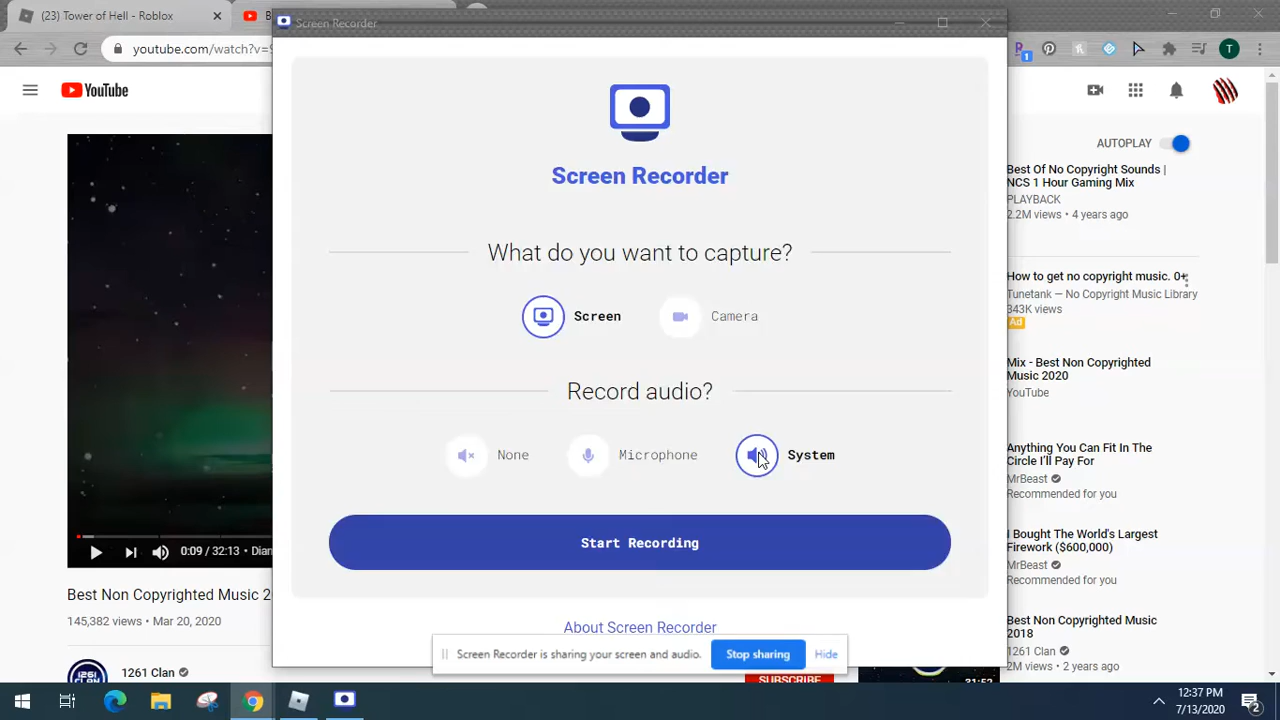 (23) Tower of Hell - Roblox
Screen Recorder
youtube.com/watch?v=
1
T
YouTube
Screen Recorder
What do you want to capture?
Screen
Camera
Record audio?
None
Microphone
System
Start Recording
About Screen Recorder
Screen Recorder is sharing your screen and audio.
Stop sharing
Hide
0:09 / 32:13
Best Non Copyrighted Music 2
145,382 views • Mar 20, 2020
1261 Clan
SUBSCRIBE
AUTOPLAY
Best Of No Copyright Sounds |
NCS 1 Hour Gaming Mix
PLAYBACK
2.2M views • 4 years ago
How to get no copyright music. 0+
Tunetank — No Copyright Music Library
343K views
Ad
Mix - Best Non Copyrighted
Music 2020
YouTube
Anything You Can Fit In The
Circle I'll Pay For
MrBeast
Recommended for you
I Bought The World's Largest
Firework ($600,000)
MrBeast
Recommended for you
Best Non Copyrighted Music
2018
1261 Clan
2M views • 2 years ago
31:52
12:37 PM
7/13/2020
2